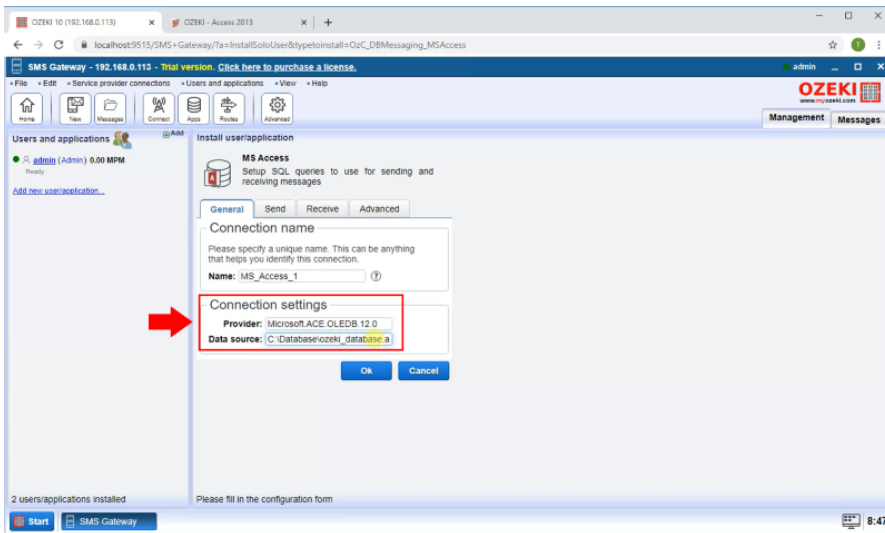 OZEKI 10 (192.168.0.113)
OZEKI - Access 2013
localhost:9515/SMS+Gateway/?a=InstallSoloUser&typetoinstall=OzC_DBMessaging_MSAccess
T
SMS Gateway - 192.168.0.113 - Trial version. Click here to purchase a license.
admin
File Edit Service provider connections Users and applications View Help
OZEKI
www.myozeki.com
Home New Messages Connect Apps Routes Advanced
Management Messages
Users and applications Add
admin (Admin) 0.00 MPM
Ready
Add new user/application...
Install user/application
MS Access
Setup SQL queries to use for sending and
receiving messages
General Send Receive Advanced
Connection name
Please specify a unique name. This can be anything
that helps you identify this connection.
Name: MS_Access_1 ?
Connection settings
Provider: Microsoft.ACE.OLEDB.12.0
Data source: C:\Database\ozeki_database.a
Ok Cancel
2 users/applications installed
Please fill in the configuration form
Start SMS Gateway
8:47